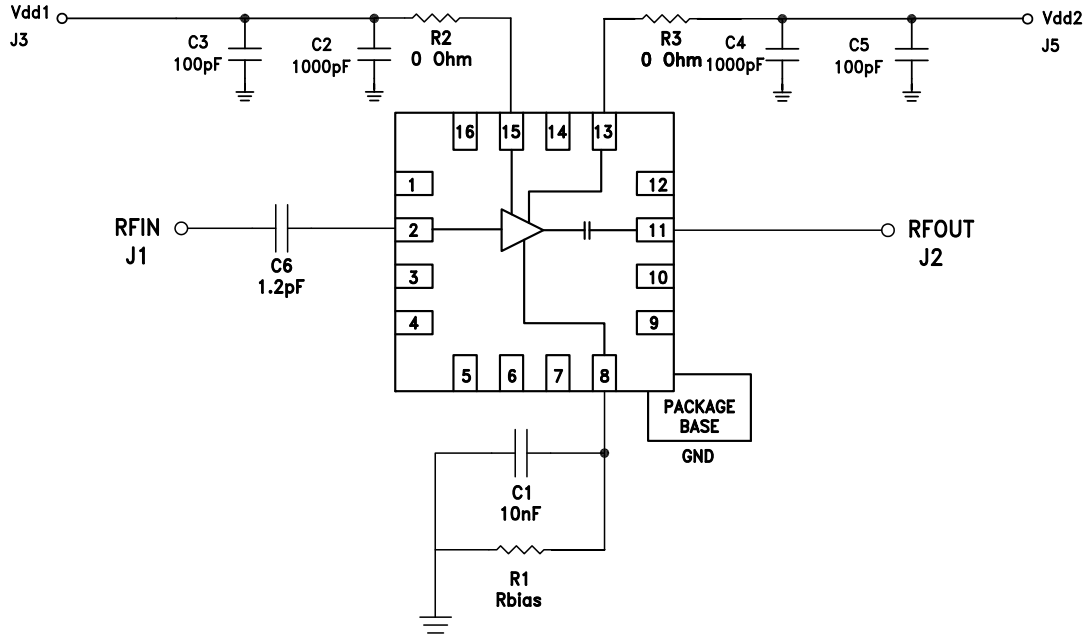 Vdd1
J3
C3
100pF
C2
1000pF
R2
0 Ohm
R3
0 Ohm
C4
1000pF
C5
100pF
Vdd2
J5
16
15
14
13
1
2
3
4
12
11
10
9
5
6
7
8
RFIN
J1
C6
1.2pF
RFOUT
J2
PACKAGE
BASE
GND
C1
10nF
R1
Rbias